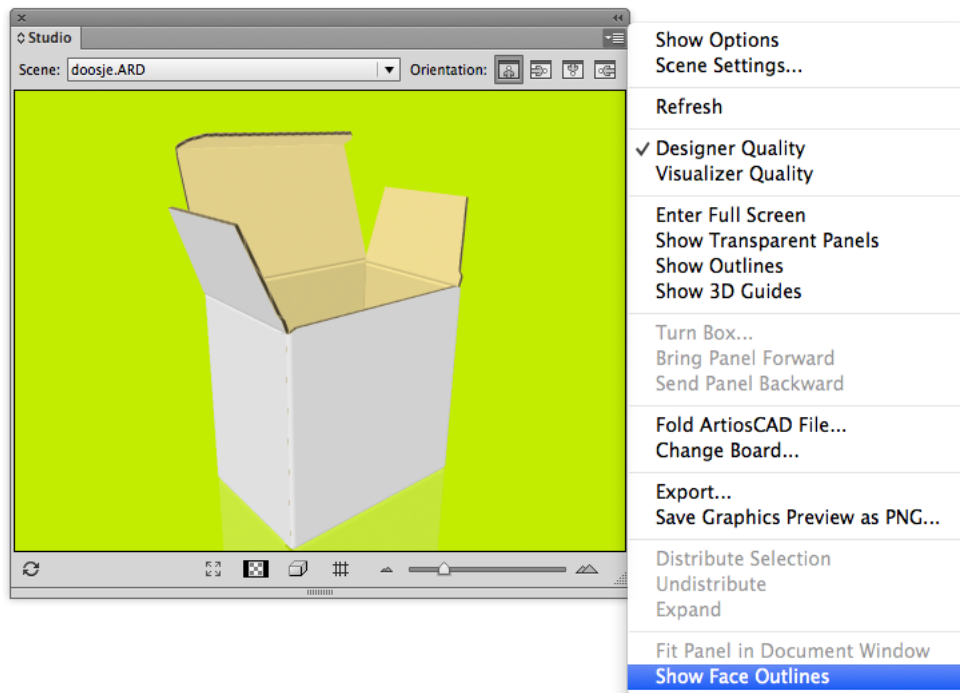 Studio
Scene: doosje.ARD Orientation:
Show Options
Scene Settings...
Refresh
✓ Designer Quality
Visualizer Quality
Enter Full Screen
Show Transparent Panels
Show Outlines
Show 3D Guides
Turn Box...
Bring Panel Forward
Send Panel Backward
Fold ArtiosCAD File...
Change Board...
Export...
Save Graphics Preview as PNG...
Distribute Selection
Undistribute
Expand
Fit Panel in Document Window
Show Face Outlines